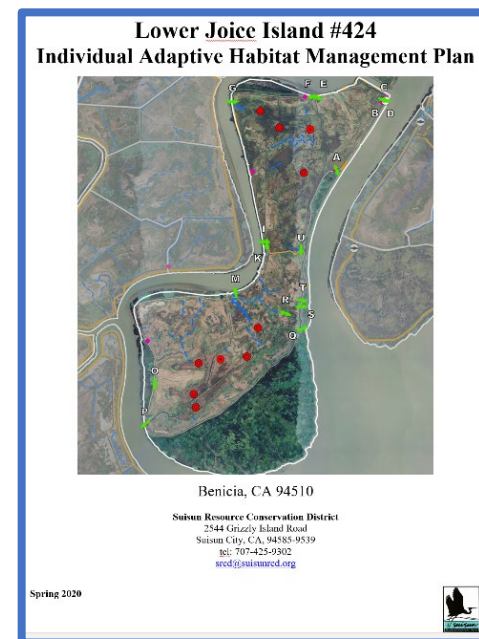 Lower Joice Island #424
Individual Adaptive Habitat Management Plan
G
F E
C
B D
A
I
U
K
M
T
R
S
Q
O
P
Benicia, CA 94510
Suisun Resource Conservation District
2544 Grizzly Island Road
Suisun City, CA, 94585-9539
tel: 707-425-9302
srcd@suisunrcd.org
Spring 2020